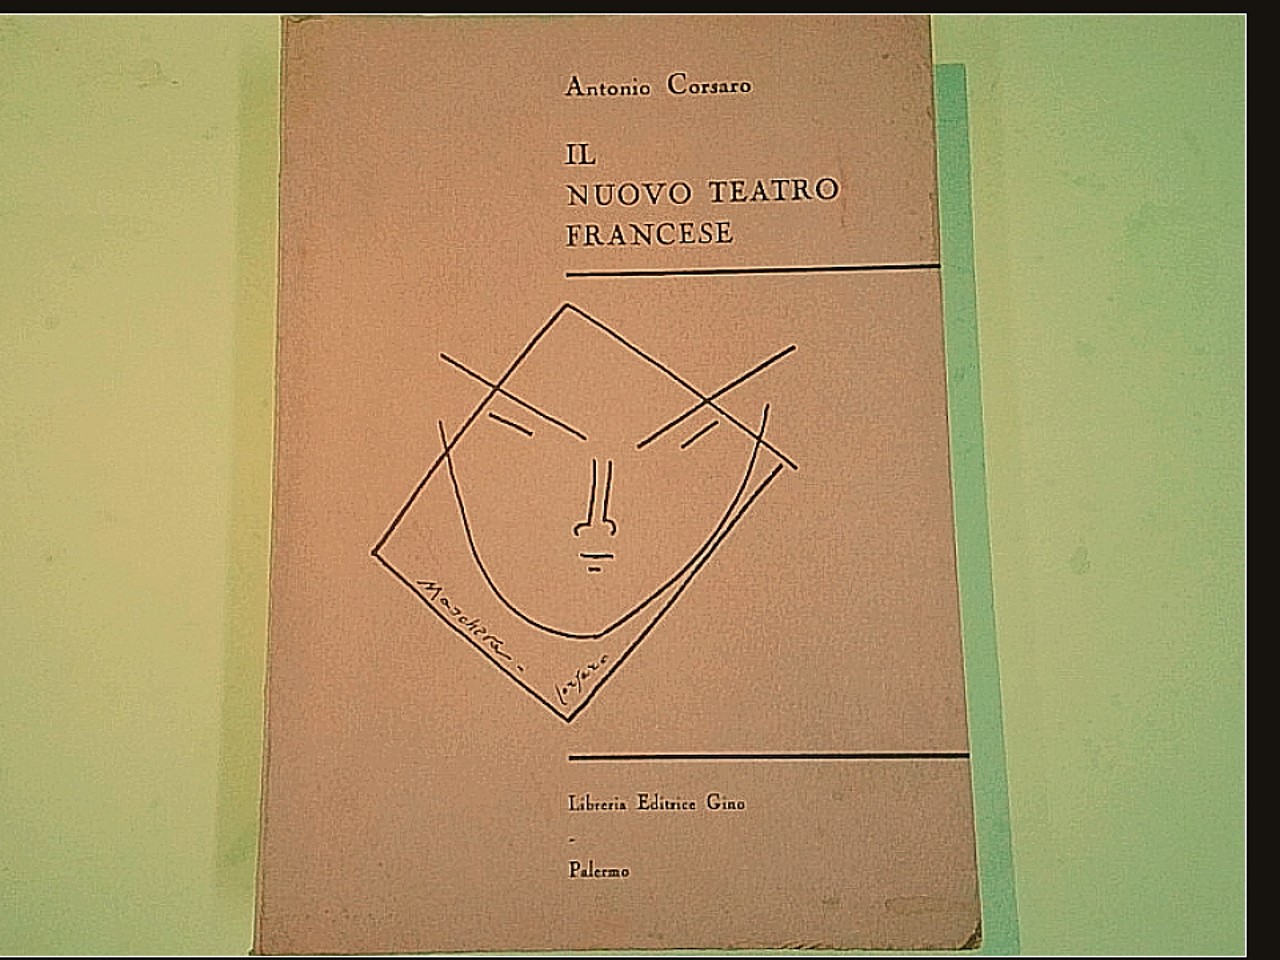 Antonio Corsaro
IL
NUOVO TEATRO
FRANCESE
Maschera -
Corsaro
Libreria Editrice Gino
-
Palermo